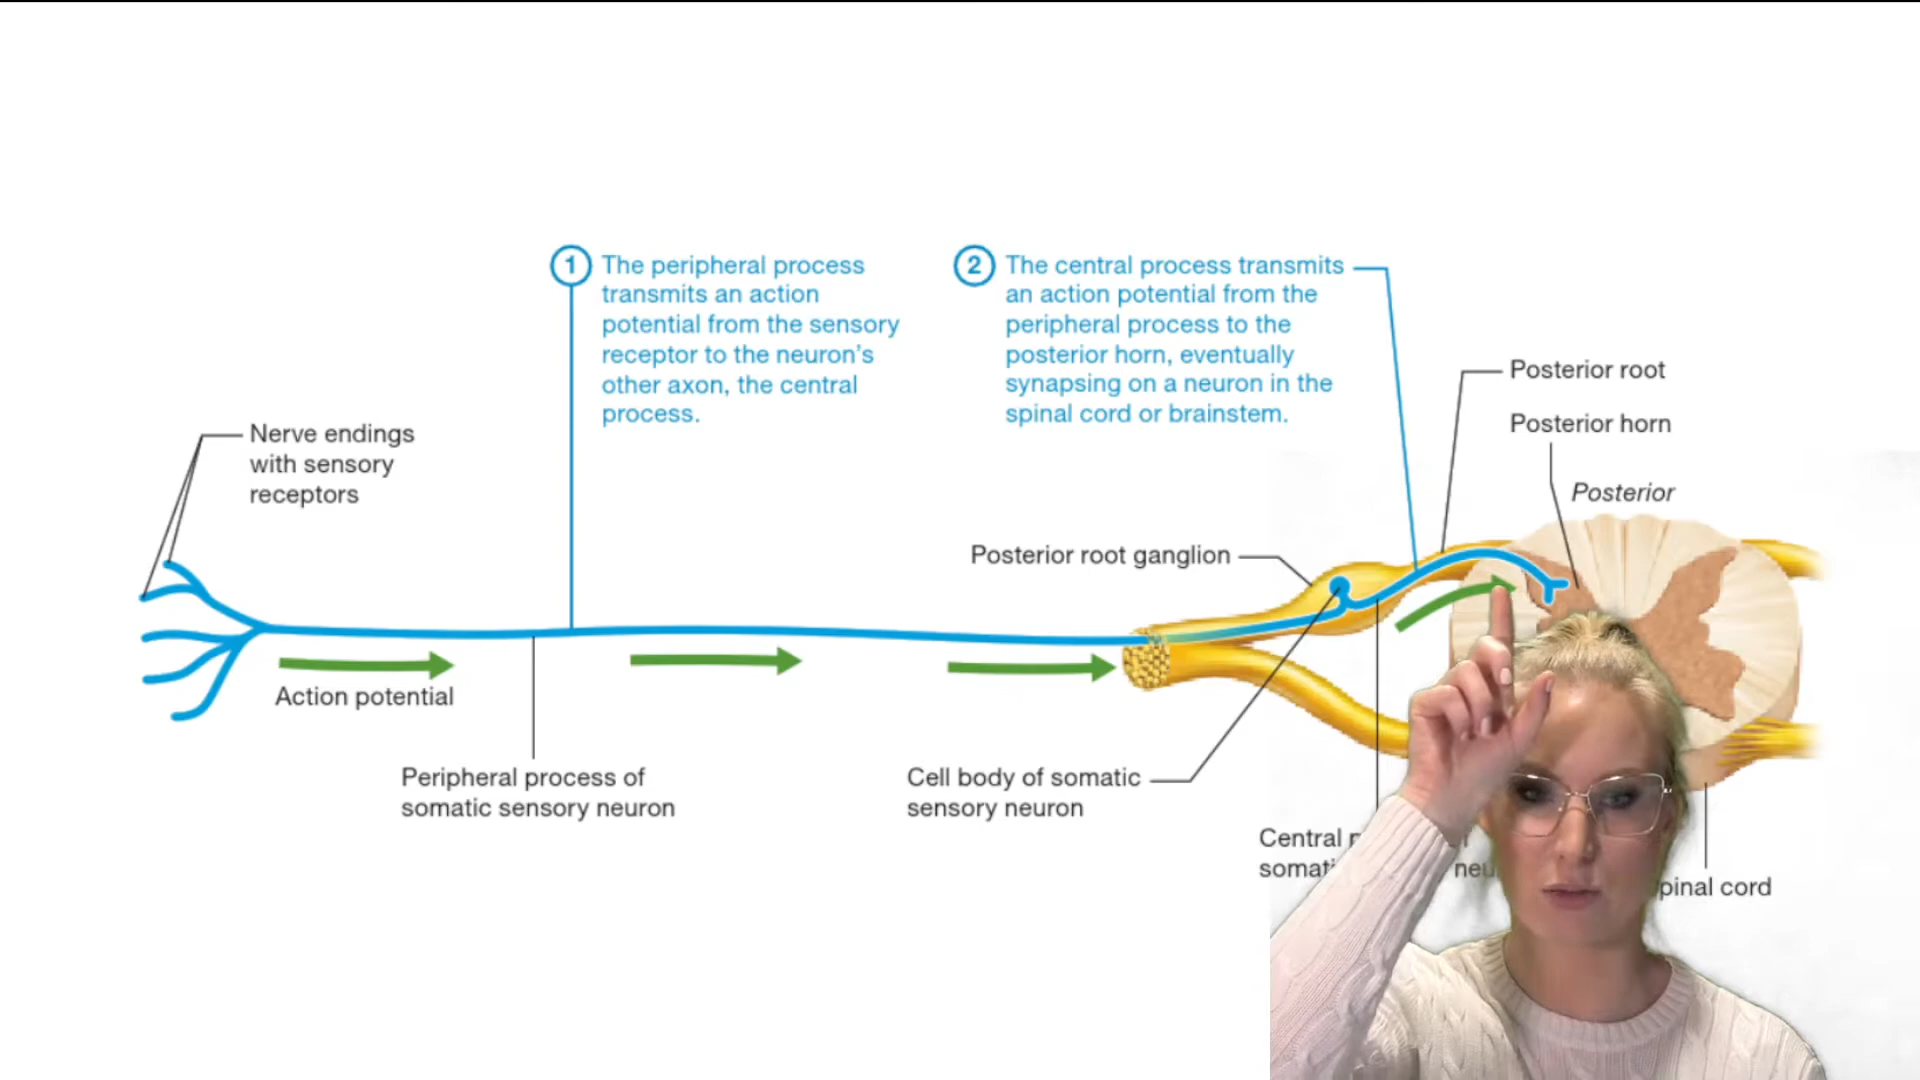 1 The peripheral process
transmits an action
potential from the sensory
receptor to the neuron's
other axon, the central
process.
2 The central process transmits
an action potential from the
peripheral process to the
posterior horn, eventually
synapsing on a neuron in the
spinal cord or brainstem.
Posterior root
Posterior horn
Posterior
Nerve endings
with sensory
receptors
Posterior root ganglion
Action potential
Peripheral process of
somatic sensory neuron
Cell body of somatic
sensory neuron
Central
pinal cord